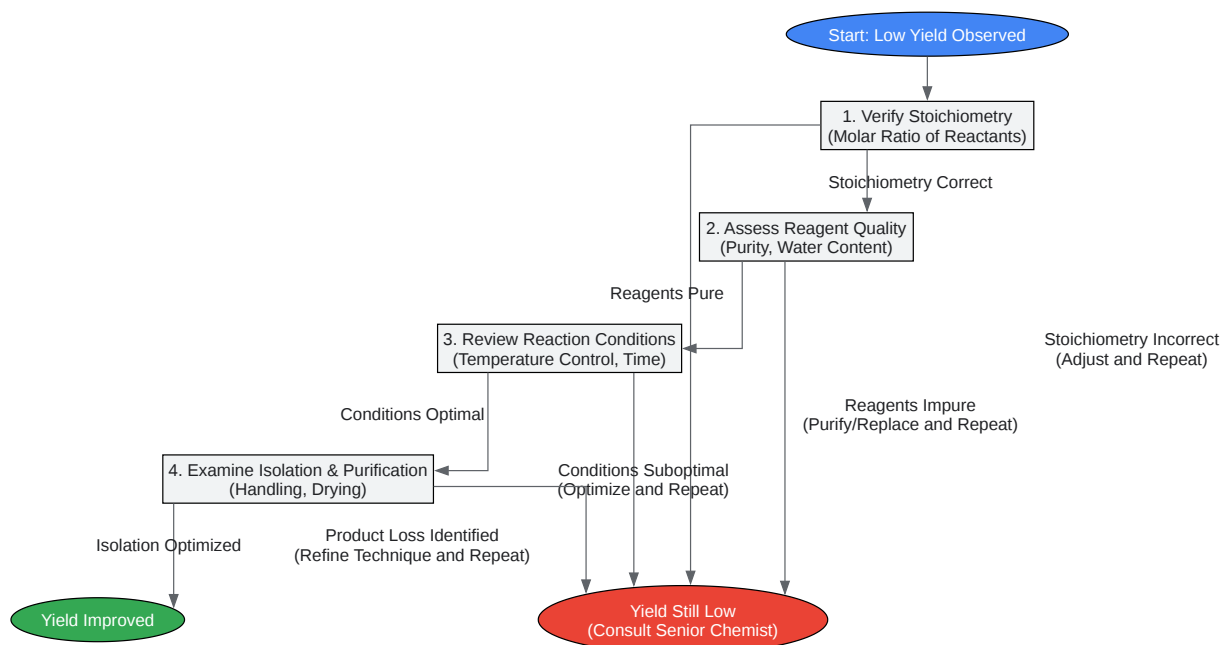 Start: Low Yield Observed
1. Verify Stoichiometry
(Molar Ratio of Reactants)
Stoichiometry Correct
2. Assess Reagent Quality
(Purity, Water Content)
Reagents Pure
3. Review Reaction Conditions
(Temperature Control, Time)
Stoichiometry Incorrect
(Adjust and Repeat)
Conditions Optimal
Reagents Impure
(Purify/Replace and Repeat)
4. Examine Isolation & Purification
(Handling, Drying)
Conditions Suboptimal
(Optimize and Repeat)
Isolation Optimized
Product Loss Identified
(Refine Technique and Repeat)
Yield Improved
Yield Still Low
(Consult Senior Chemist)